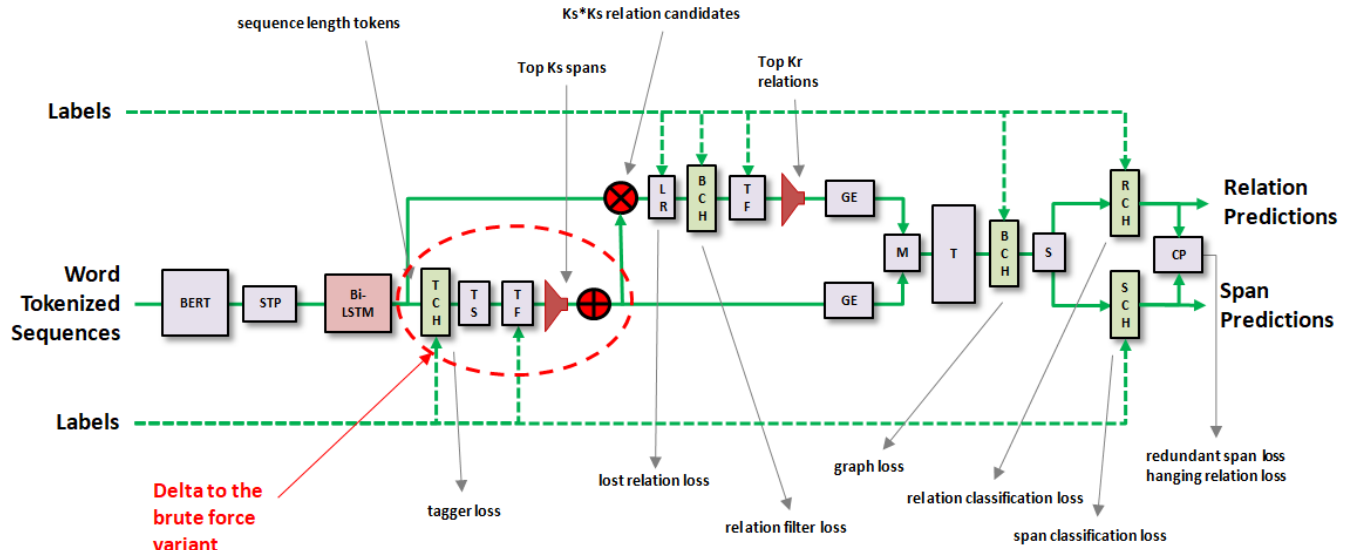 Ks*Ks relation candidates
sequence length tokens
Top Ks spans
Top Kr
relations
Labels
L
R
B
C
H
T
F
GE
R
C
H
Relation
Predictions
M
T
B
C
H
S
CP
Word
Tokenized
Sequences
BERT
STP
Bi-
LSTM
T
C
H
T
S
T
F
GE
S
C
H
Span
Predictions
Labels
Delta to the
brute force
variant
tagger loss
lost relation loss
relation filter loss
graph loss
relation classification loss
span classification loss
redundant span loss
hanging relation loss